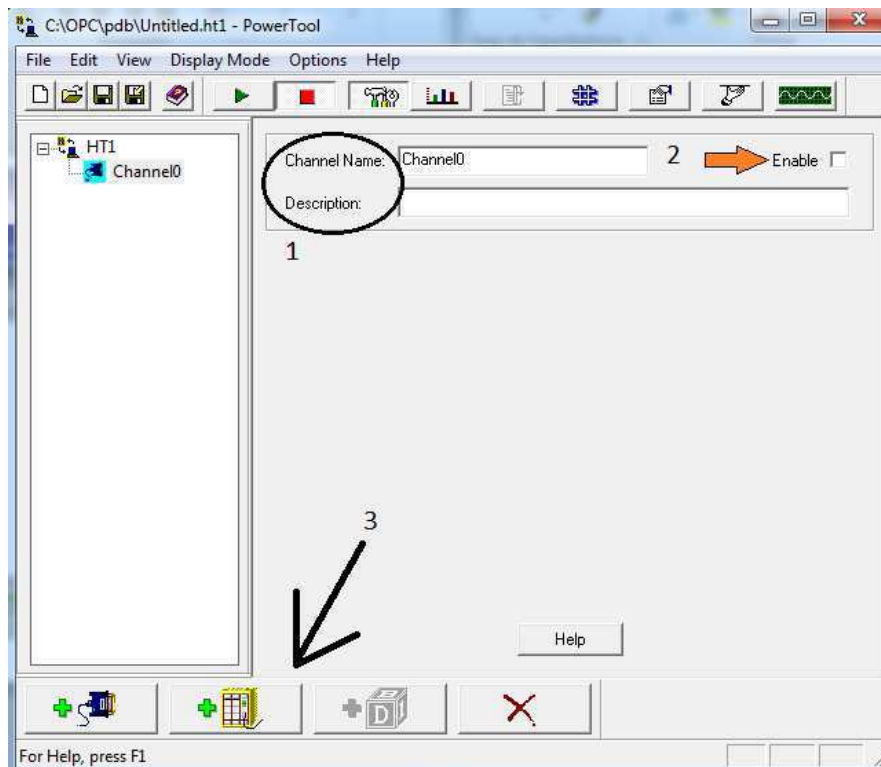 C:\OPC\pdb\Untitled.ht1 - PowerTool
File Edit View Display Mode Options Help
HT1
Channel0
Channel Name: Channel0 2 Enable
Description:
1
3
Help
D
For Help, press F1